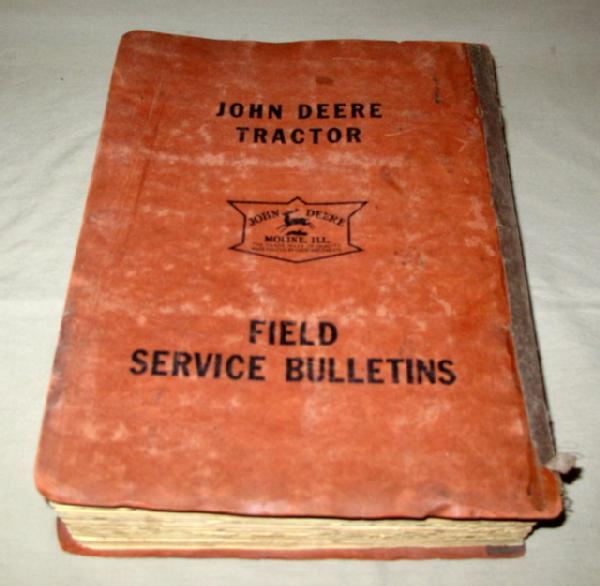 JOHN DEERE
TRACTOR
JOHN DEERE
MOLINE, ILL.
FIELD
SERVICE BULLETINS